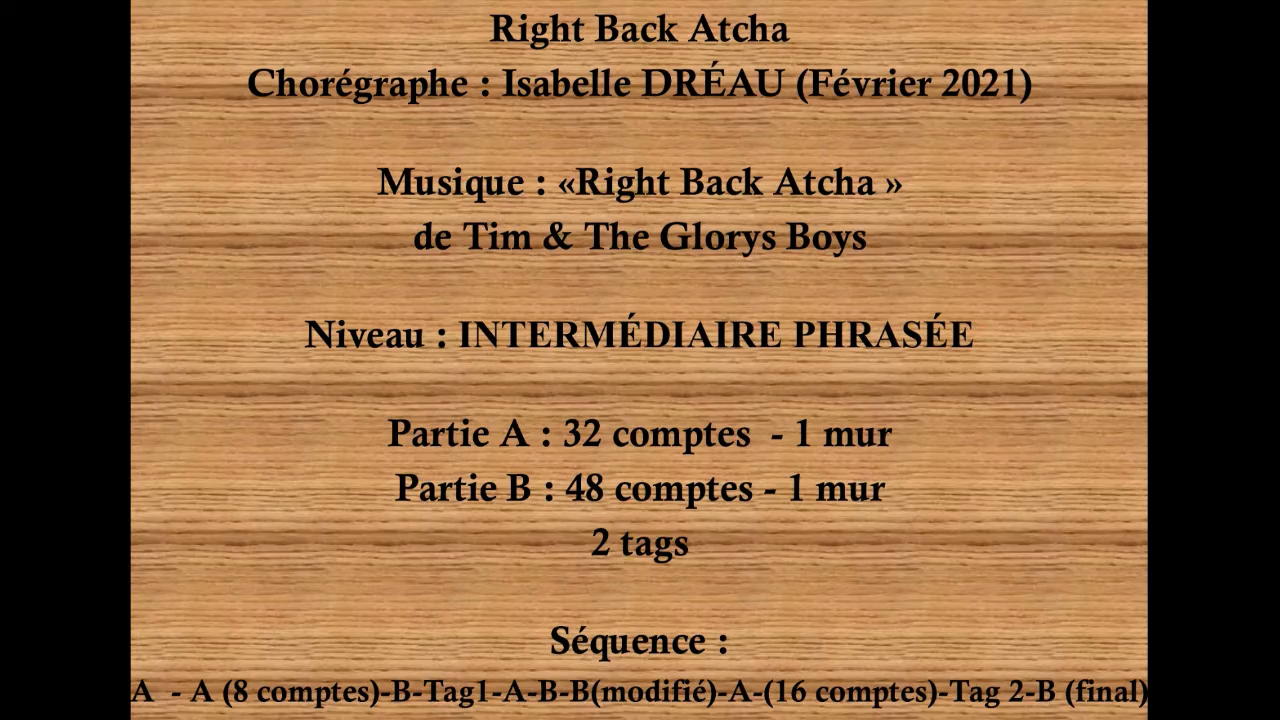 Right Back Atcha
Chorégraphe : Isabelle DRÉAU (Février 2021)
Musique : «Right Back Atcha »
de Tim & The Glorys Boys
Niveau : INTERMÉDIAIRE PHRASÉE
Partie A : 32 comptes  - 1 mur
Partie B : 48 comptes - 1 mur
2 tags
Séquence :
A  - A (8 comptes)-B-Tag1-A-B-B(modifié)-A-(16 comptes)-Tag 2-B (final)